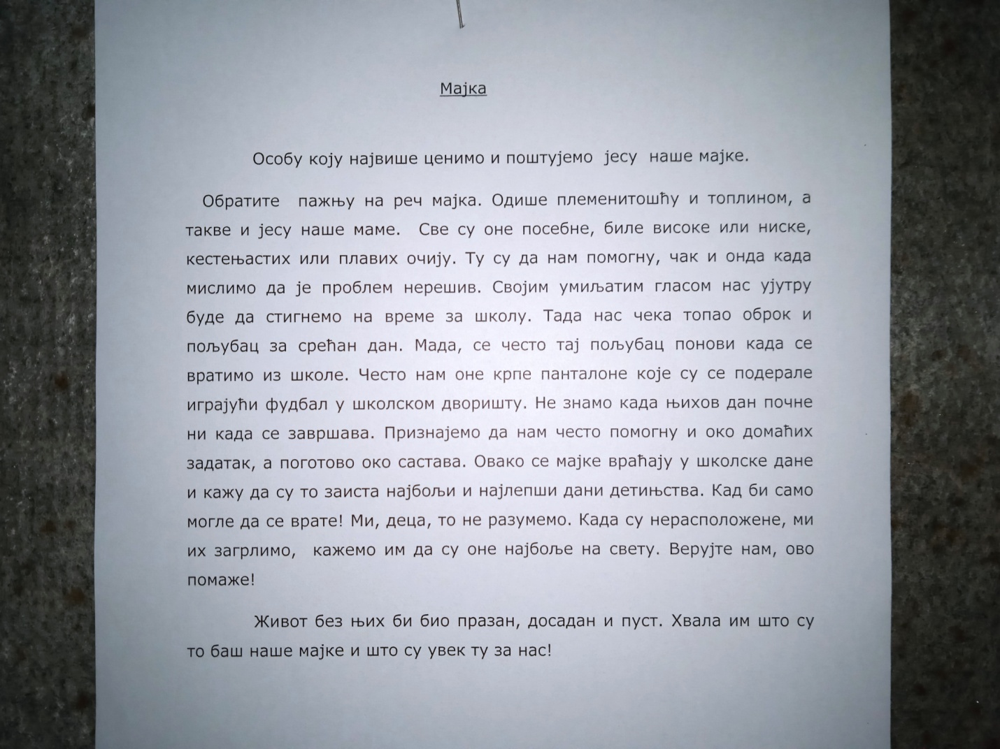 Мајка
Особу коју највише ценимо и поштујемо јесу наше мајке.
Обратите пажњу на реч мајка. Одише племенитошћу и топлином, а
такве и јесу наше маме. Све су оне посебне, биле високе или ниске,
кестењастих или плавих очију. Ту су да нам помогну, чак и онда када
мислимо да је проблем нерешив. Својим умиљатим гласом нас ујутру
буде да стигнемо на време за школу. Тада нас чека топао оброк и
пољубац за срећан дан. Мада, се често тај пољубац понови када се
вратимо из школе. Често нам оне крпе панталоне које су се подерале
играјући фудбал у школском дворишту. Не знамо када њихов дан почне
ни када се завршава. Признајемо да нам често помогну и око домаћих
задатак, а поготово око састава. Овако се мајке враћају у школске дане
и кажу да су то заиста најбољи и најлепши дани детињства. Кад би само
могле да се врате! Ми, деца, то не разумемо. Када су нерасположене, ми
их загрлимо, кажемо им да су оне најбоље на свету. Верујте нам, ово
помаже!
Живот без њих би био празан, досадан и пуст. Хвала им што су
то баш наше мајке и што су увек ту за нас!